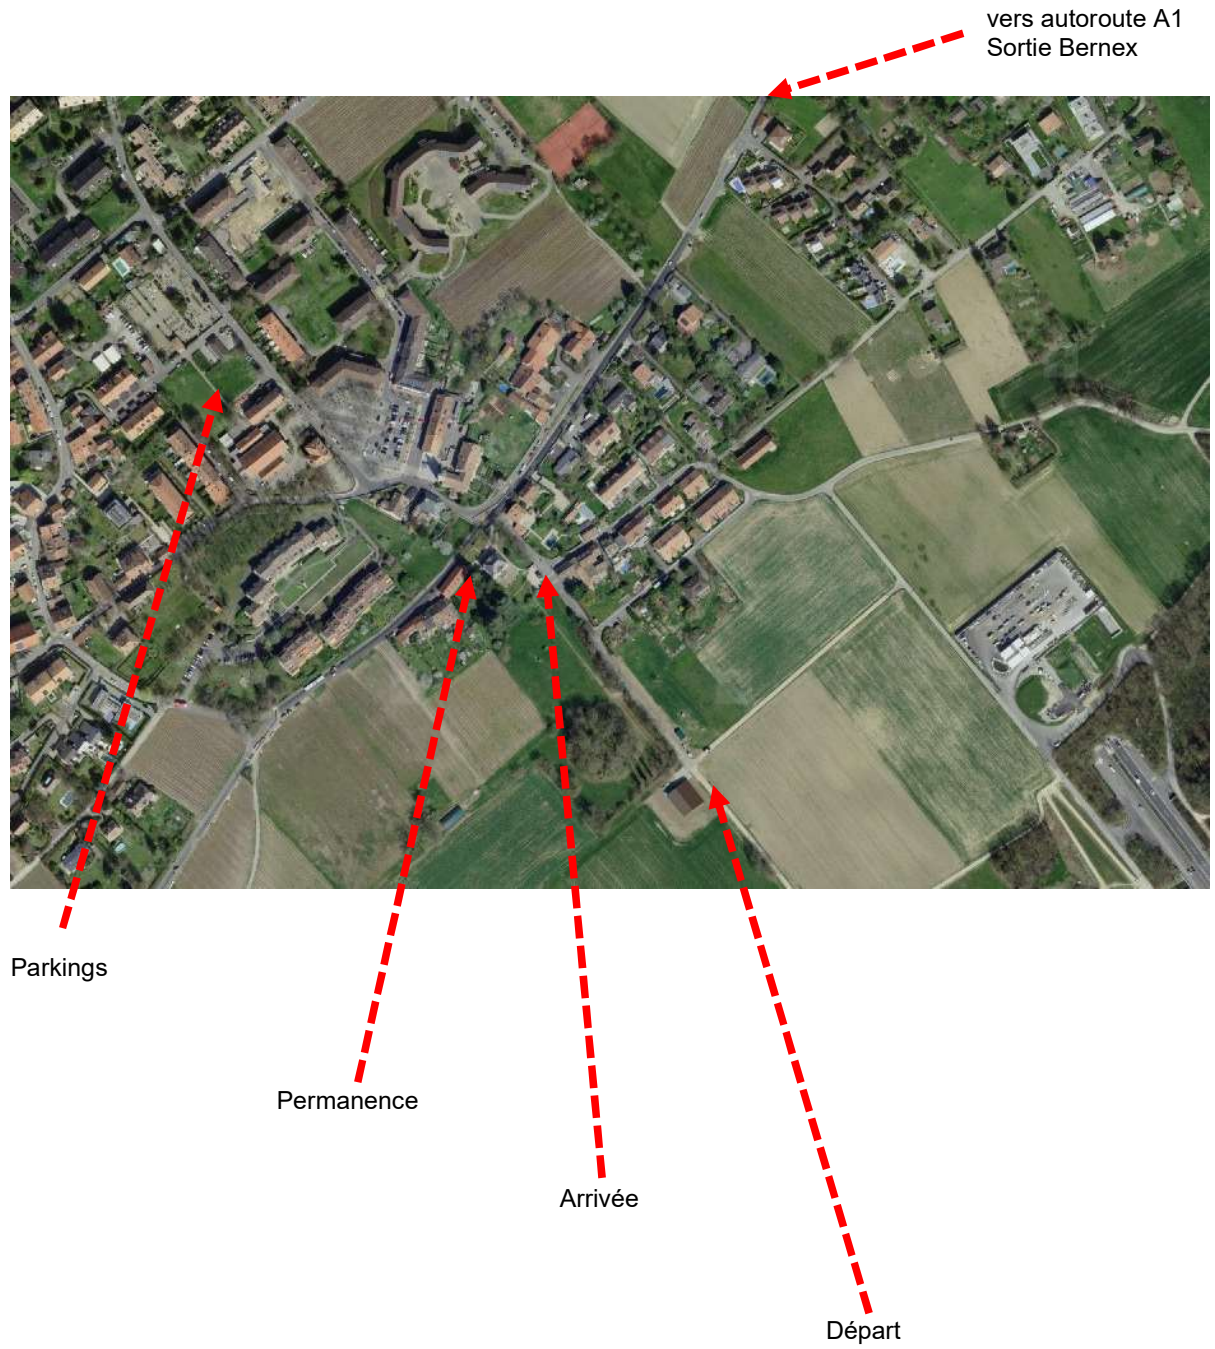 vers autoroute A1
Sortie Bernex
Parkings
Permanence
Arrivée
Départ